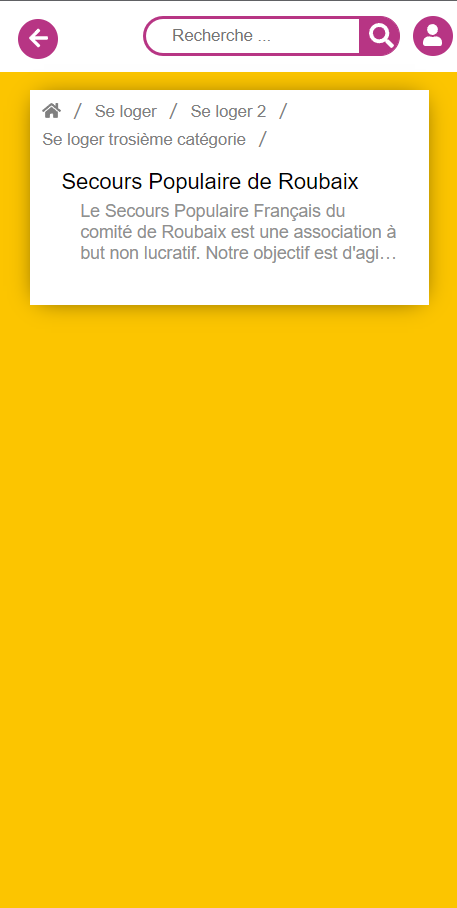 Recherche ...
/ Se loger / Se loger 2 /
Se loger trosième catégorie /
Secours Populaire de Roubaix
Le Secours Populaire Français du
comité de Roubaix est une association à
but non lucratif. Notre objectif est d'agi…